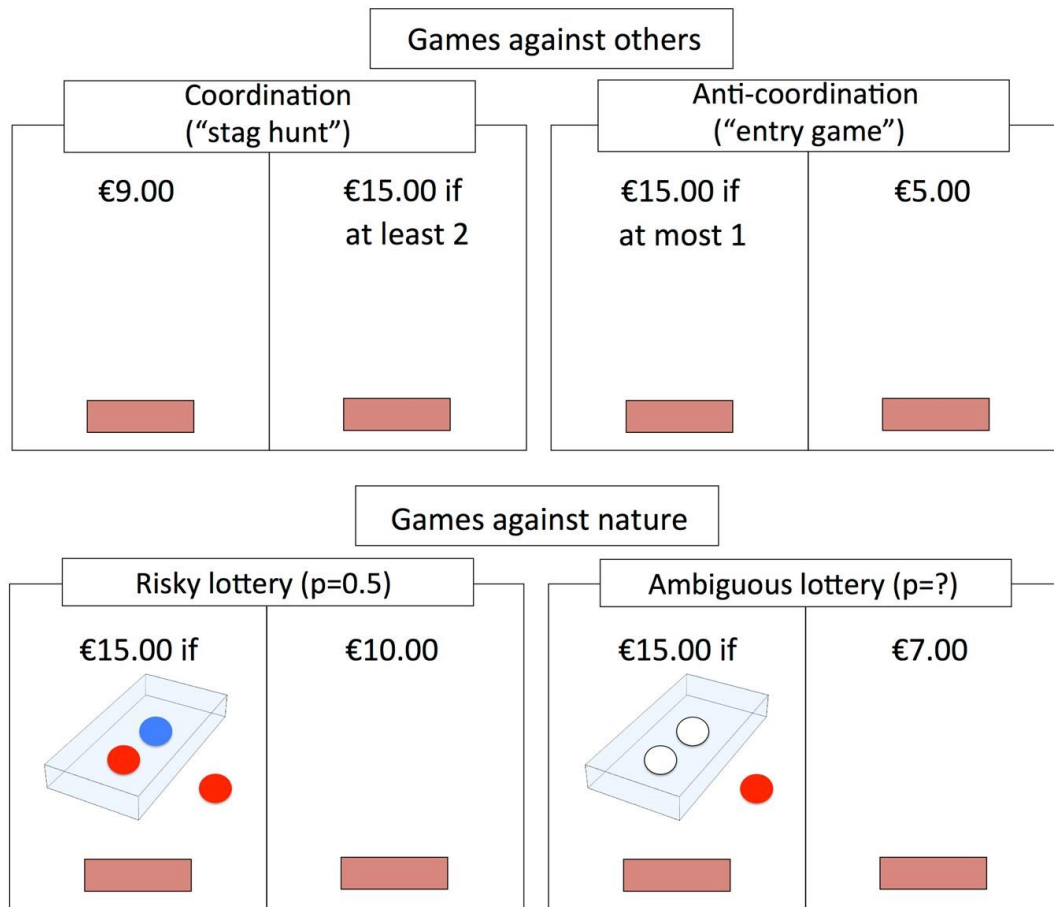 Games against others
Coordination
(“stag hunt”)
€9.00
€15.00 if
at least 2
Anti-coordination
(“entry game”)
€15.00 if
at most 1
€5.00
Games against nature
Risky lottery (p=0.5)
€15.00 if
€10.00
Ambiguous lottery (p=?)
€15.00 if
€7.00